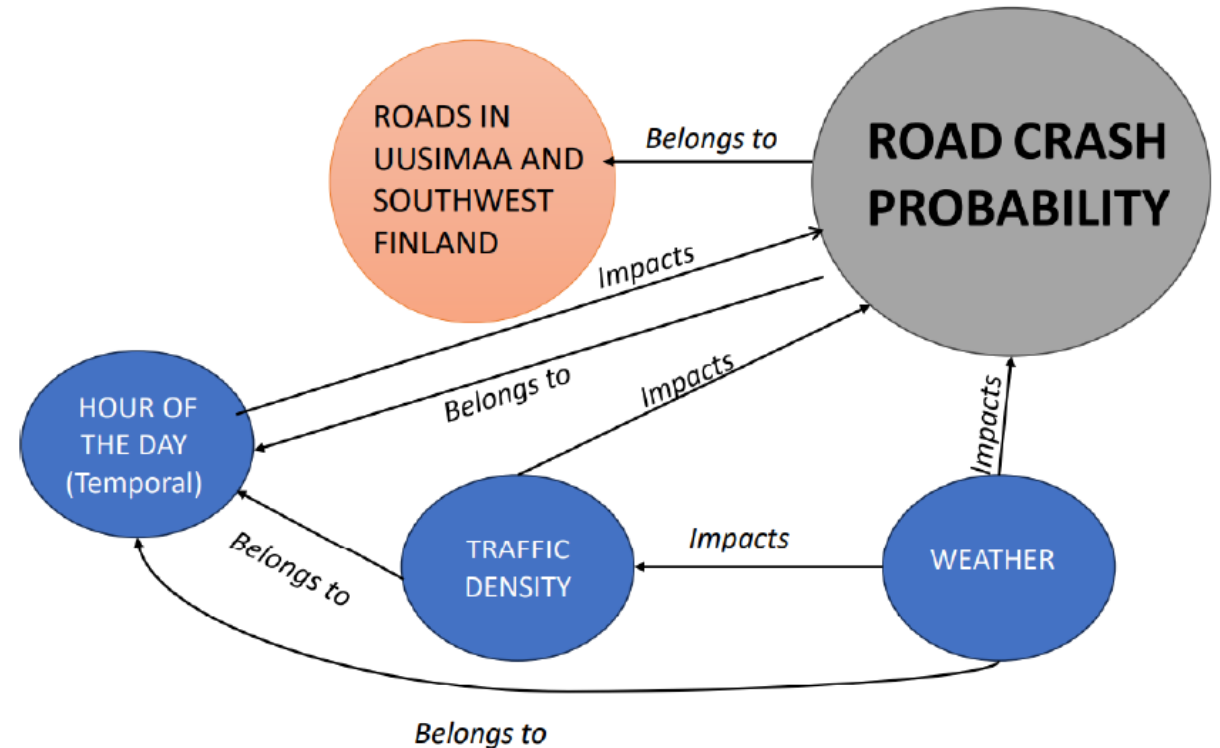 ROADS IN
UUSIMAA AND
SOUTHWEST
FINLAND
Belongs to
ROAD CRASH
PROBABILITY
Impacts
Belongs to
Impacts
Impacts
HOUR OF
THE DAY
(Temporal)
Belongs to
TRAFFIC
DENSITY
Impacts
WEATHER
Belongs to